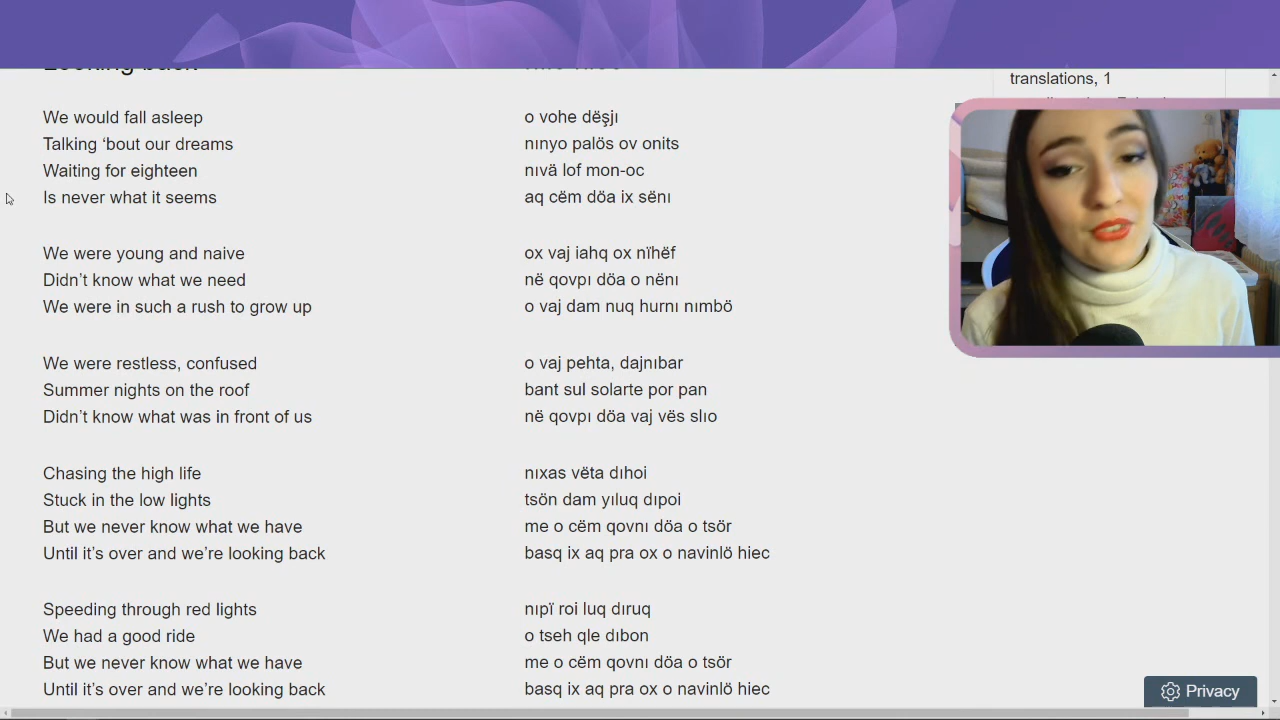 Looking back
We would fall asleep
Talking ‘bout our dreams
Waiting for eighteen
Is never what it seems
We were young and naive
Didn’t know what we need
We were in such a rush to grow up
We were restless, confused
Summer nights on the roof
Didn’t know what was in front of us
Chasing the high life
Stuck in the low lights
But we never know what we have
Until it’s over and we’re looking back
Speeding through red lights
We had a good ride
But we never know what we have
Until it’s over and we’re looking back
o vohe dëşjı
nınyo palös ov onits
nıvä lof mon-oc
aq cëm döa ix sënı
ox vaj iahq ox nïhëf
në qovpı döa o nënı
o vaj dam nuq hurnı nımbö
o vaj pehta, dajnıbar
bant sul solarte por pan
në qovpı döa vaj vës slıo
nıxas vëta dıhoi
tsön dam yıluq dıpoi
me o cëm qovnı döa o tsör
basq ix aq pra ox o navinlö hiec
nıpï roi luq dıruq
o tseh qle dıbon
me o cëm qovnı döa o tsör
basq ix aq pra ox o navinlö hiec
translations, 1
Privacy